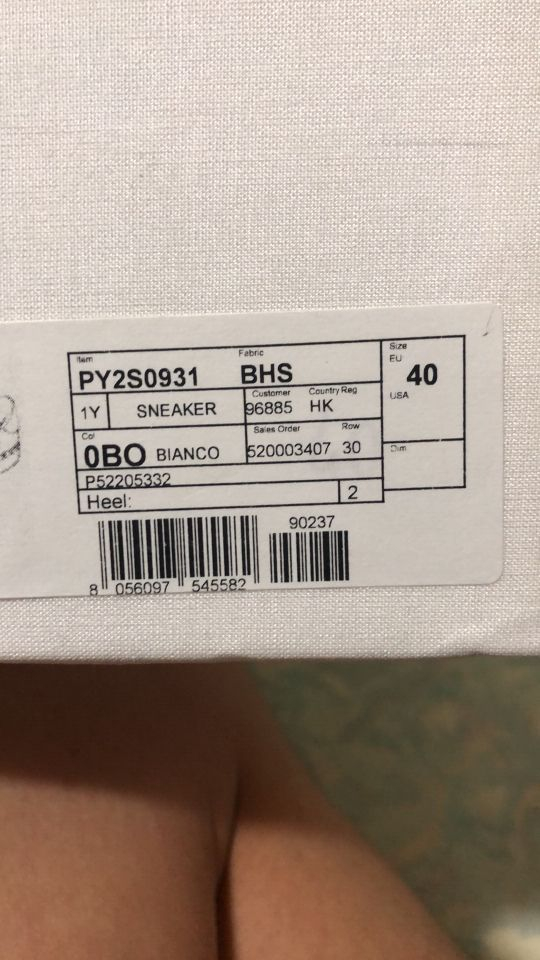 Item
Fabric
Size
EU
PY2S0931
BHS
40
USA
1Y
SNEAKER
Customer
Country Reg
96885 HK
Col
Sales Order
Row
0BO BIANCO
520003407 30
Dim
P52205332
Heel:
2
90237
8 056097 545582